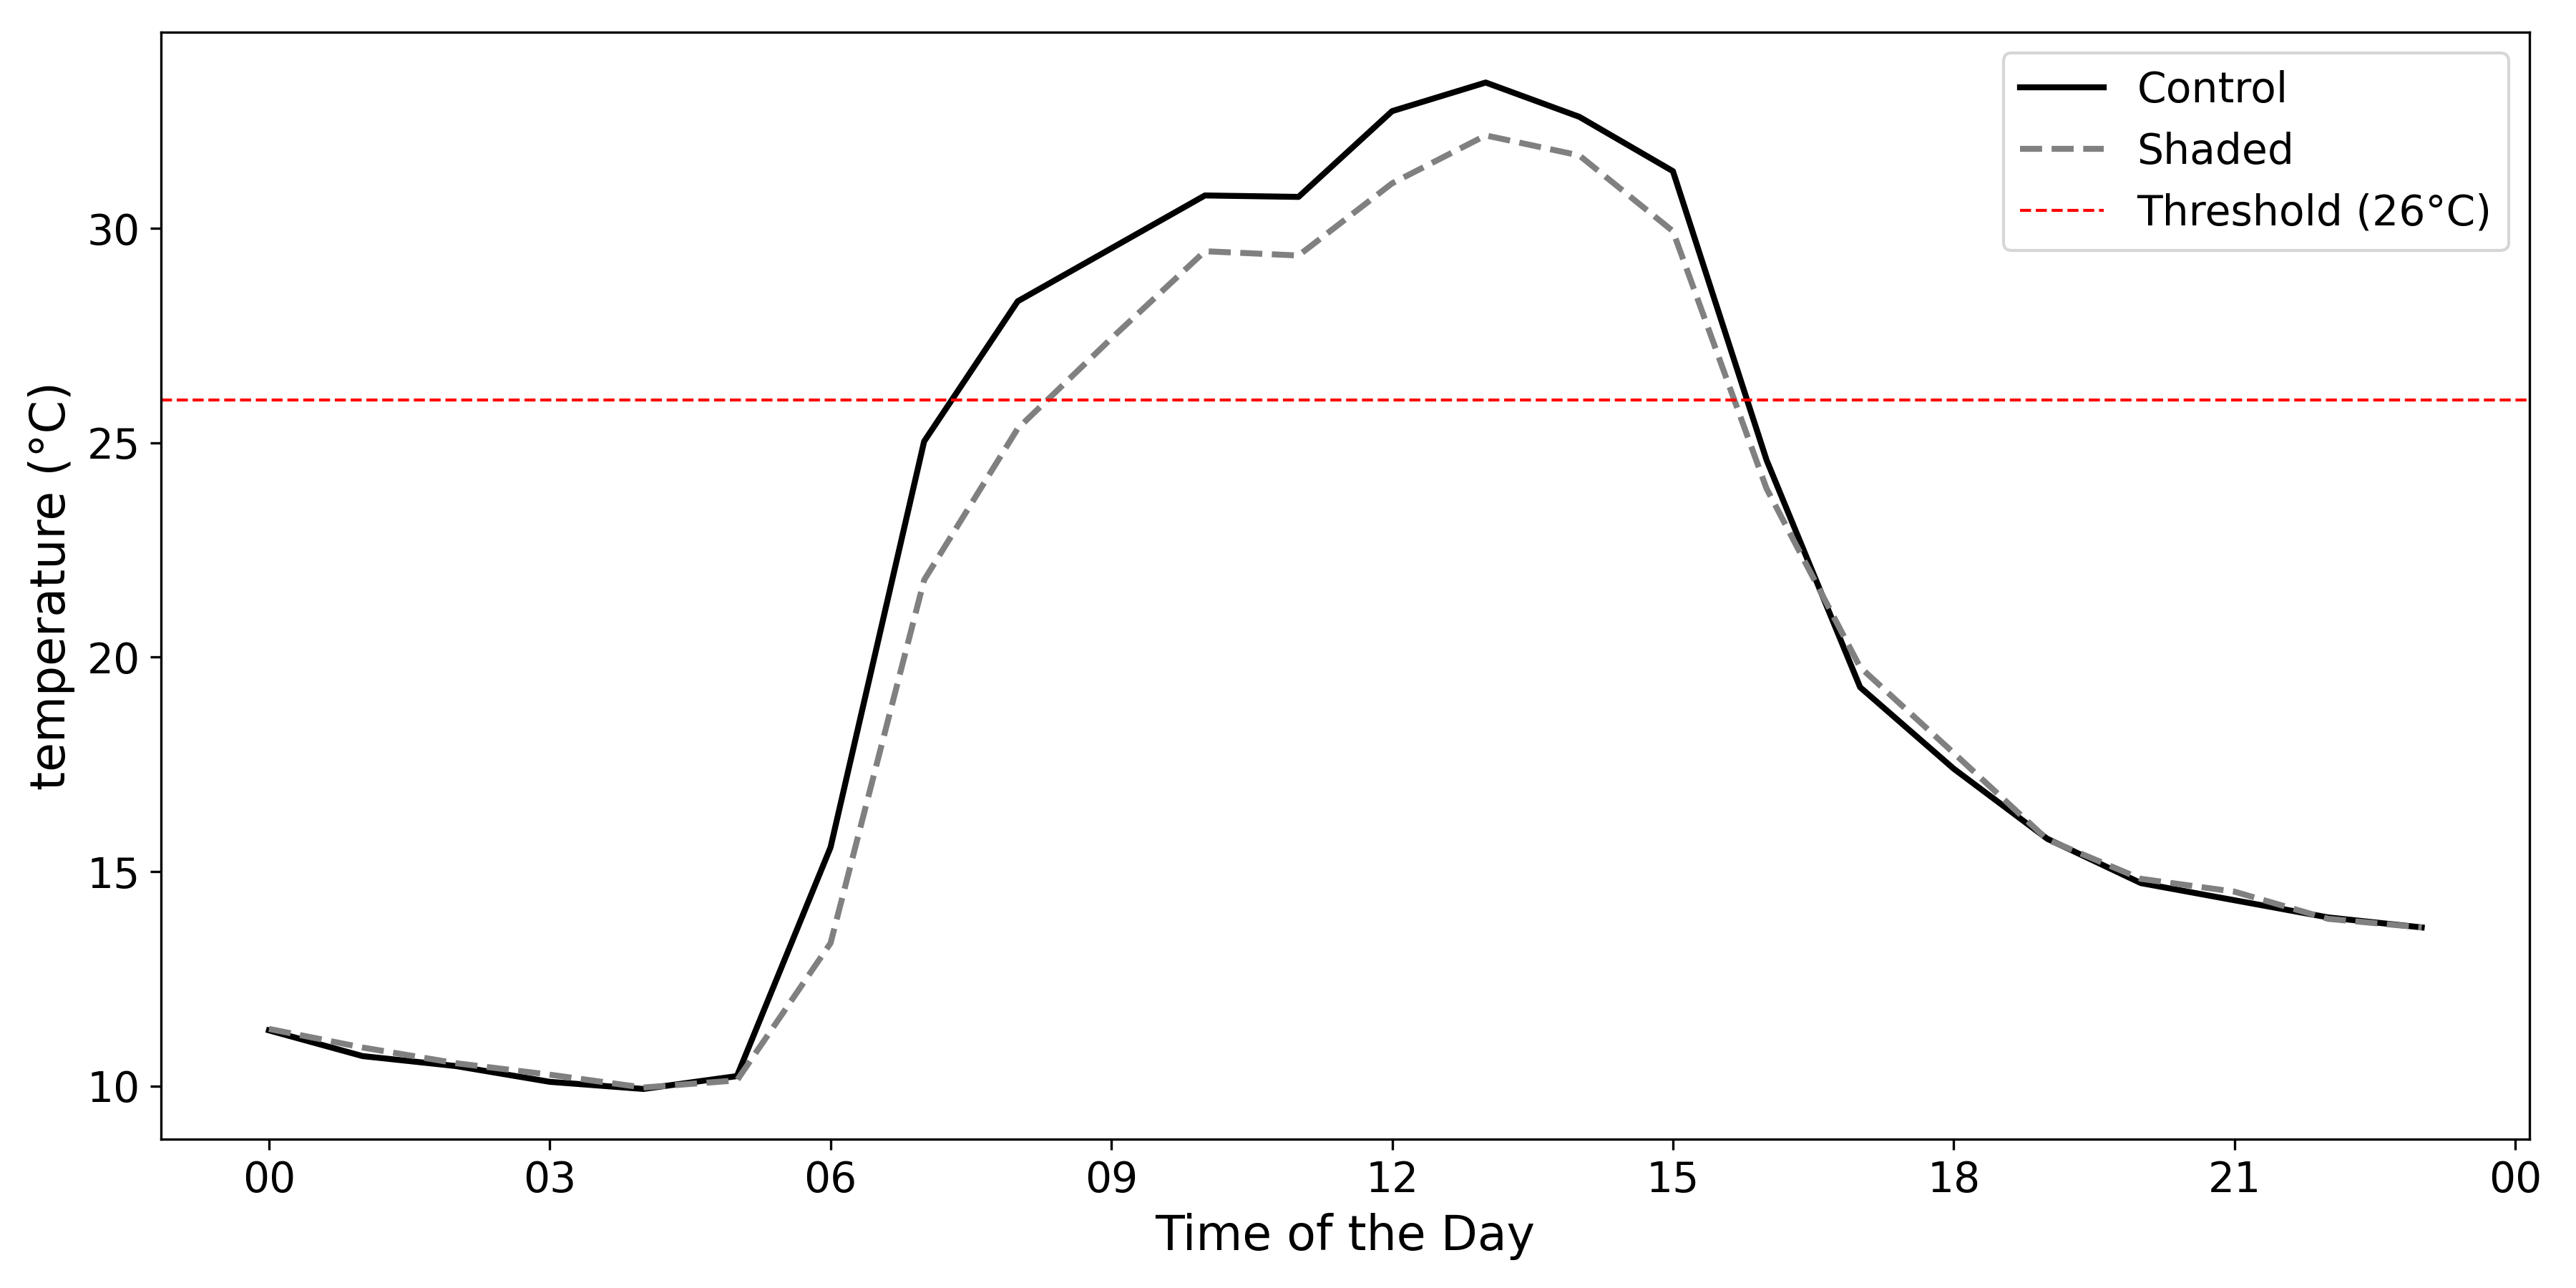 Control
Shaded
Threshold (26°C)
temperature (°C)
30
25
20
15
10
00 03 06 09 12 15 18 21 00
Time of the Day